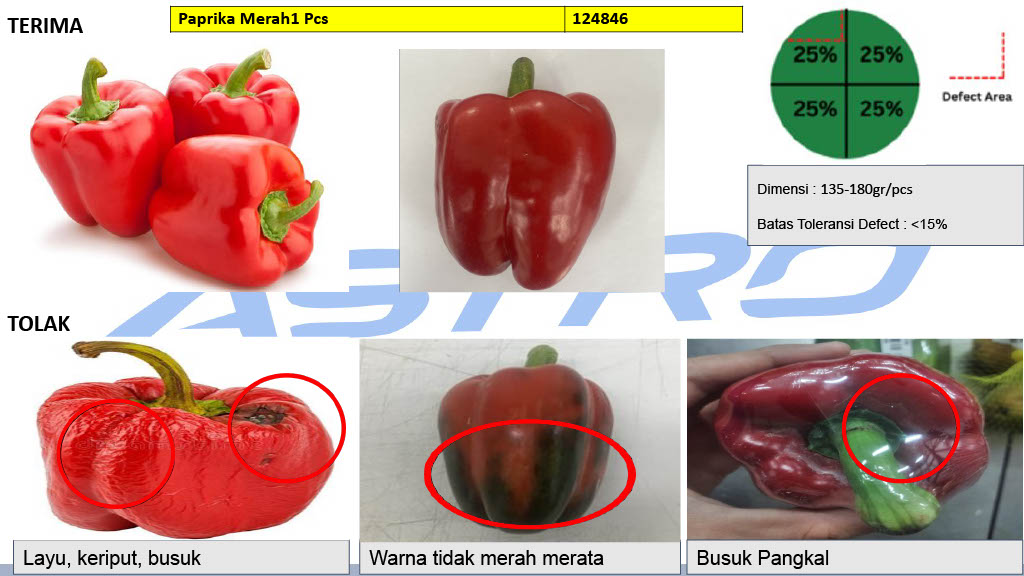 TERIMA
Paprika Merah1 Pcs 124846
25% 25%
25% 25%
Defect Area
Dimensi : 135-180gr/pcs
Batas Toleransi Defect : <15%
ASTRO
TOLAK
Layu, keriput, busuk
Warna tidak merah merata
Busuk Pangkal